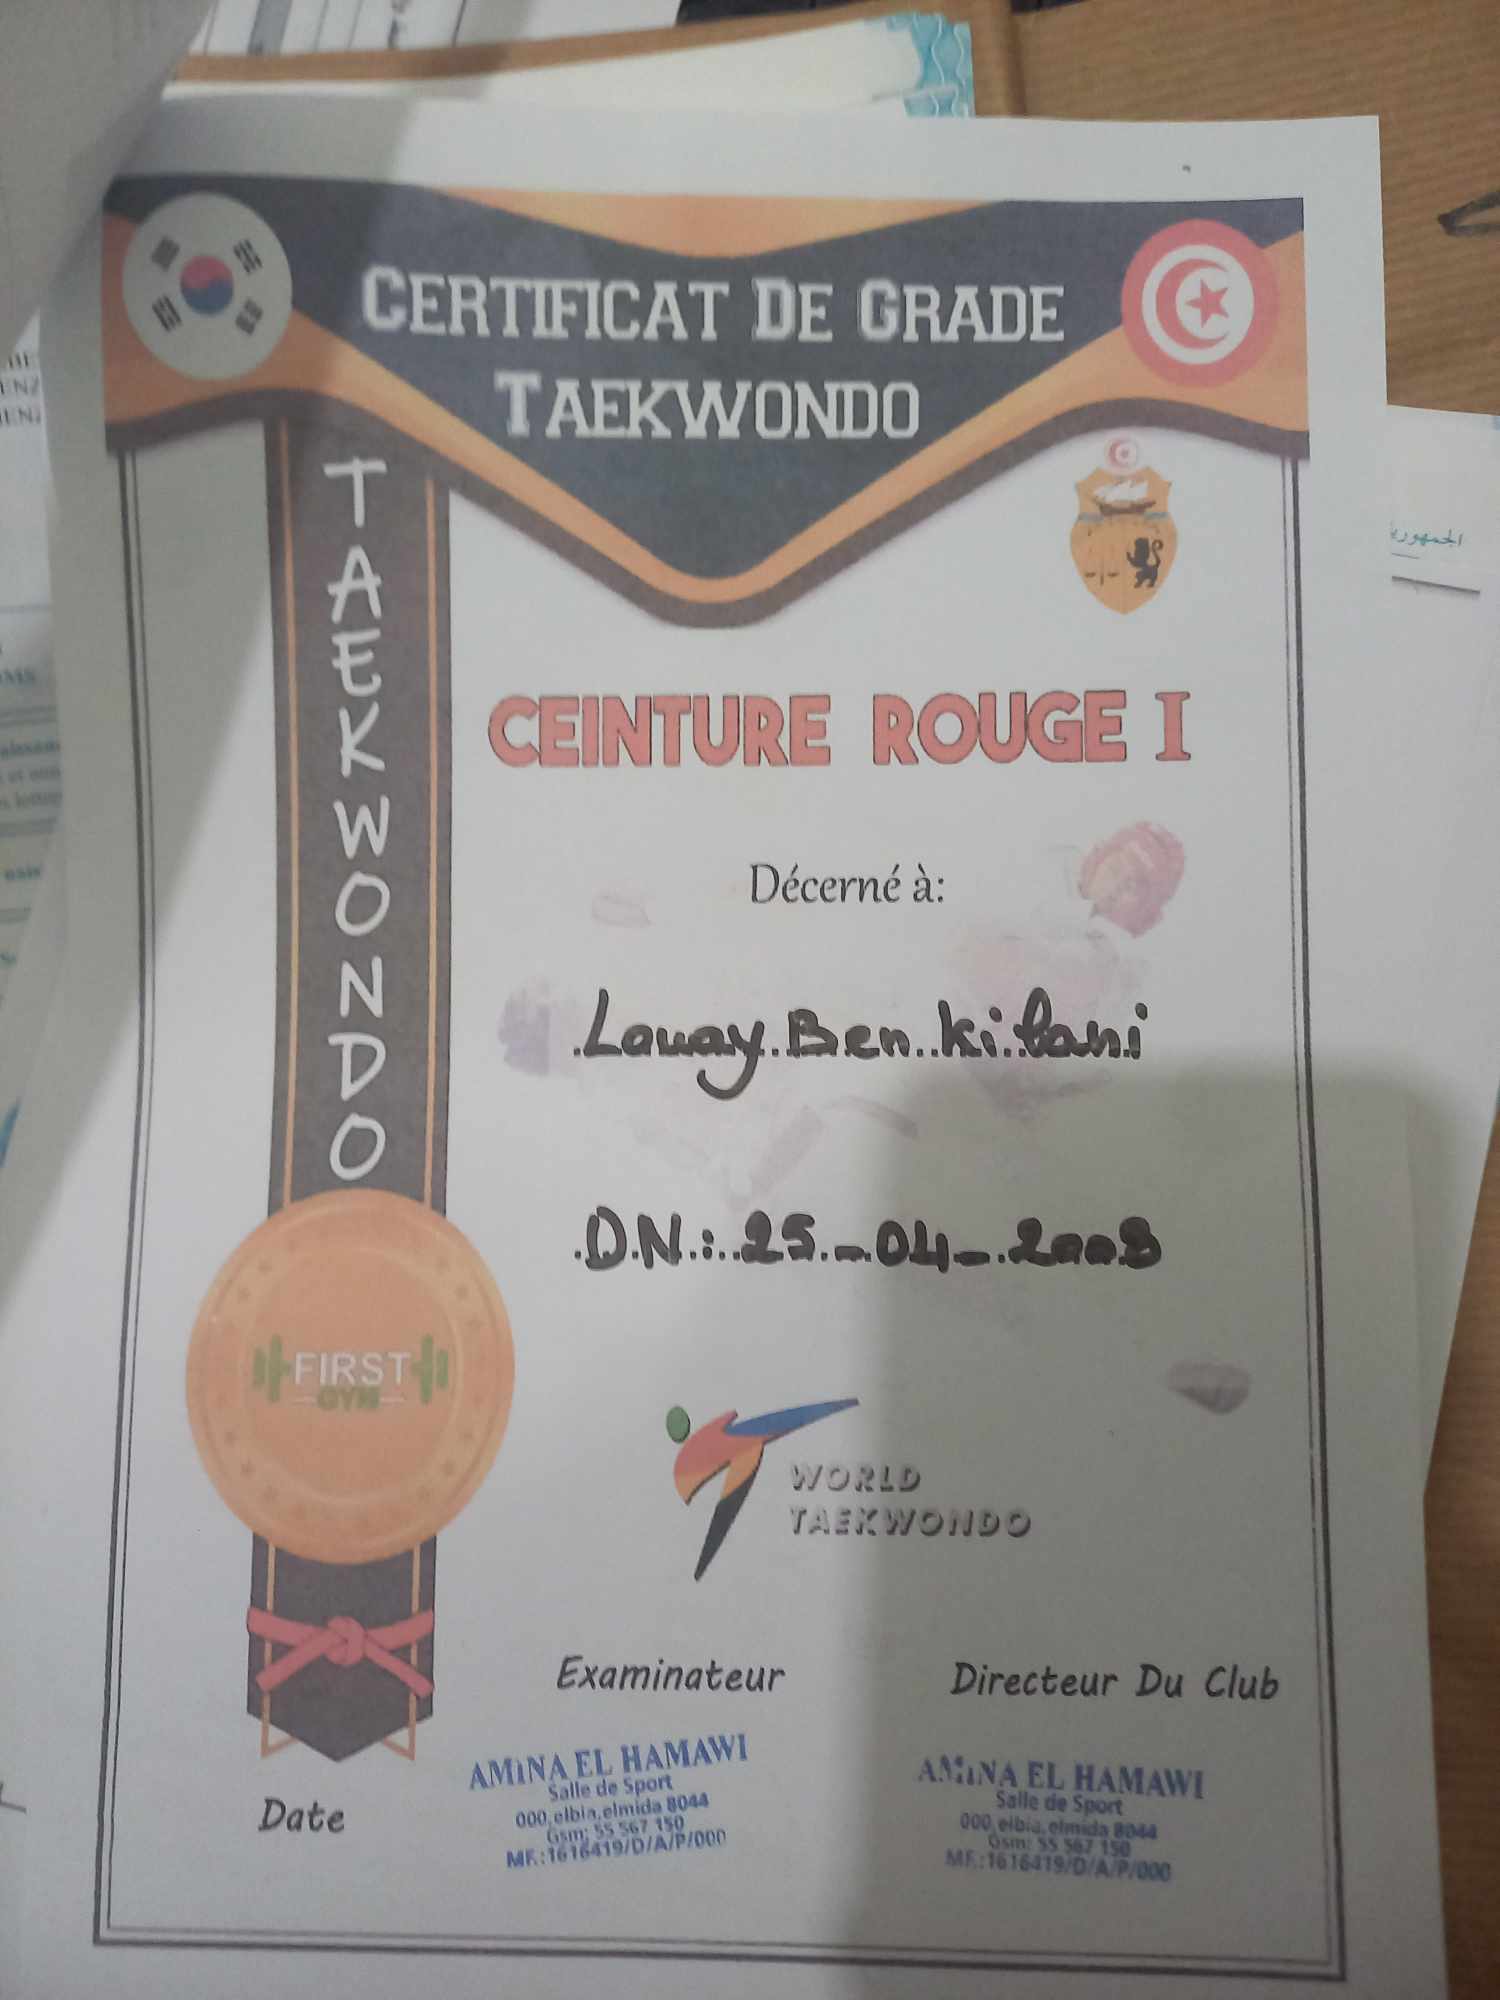 CERTIFICAT DE GRADE
TAEKWONDO
TAEKWONDO
CEINTURE ROUGE I
Décerné à:
Louay Ben Kilani
D.N.: 25-04-2003
FIRST
GYM
WORLD
TAEKWONDO
Examinateur
Directeur Du Club
AMINA EL HAMAWI
Salle de Sport
000,elbia,elmida 8044
Gsm: 55 567 150
MF.:1616419/D/A/P/000
AMINA EL HAMAWI
Salle de Sport
000,elbia,elmida 8044
Gsm: 55 567 150
MF.:1616419/D/A/P/000
Date